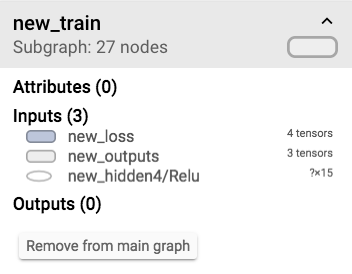 new_train
Subgraph: 27 nodes
Attributes (0)
Inputs (3)
new_loss 4 tensors
new_outputs 3 tensors
new_hidden4/Relu ?×15
Outputs (0)
Remove from main graph